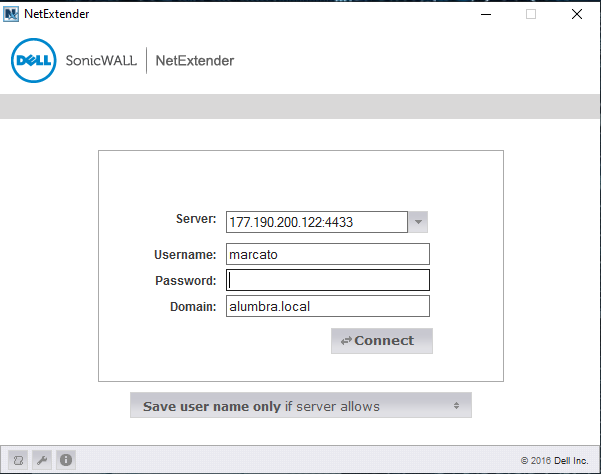 NetExtender
DELL SonicWALL NetExtender
Server: 177.190.200.122:4433
Username: marcato
Password:
Domain: alumbra.local
Connect
Save user name only if server allows
© 2016 Dell Inc.